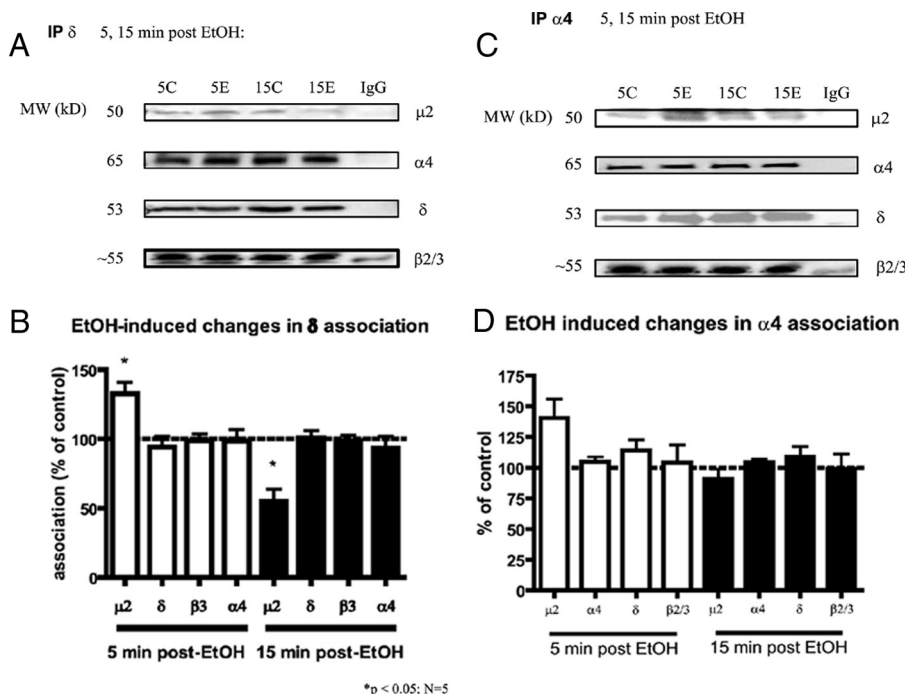 A
IP δ 5, 15 min post EtOH:
5C 5E 15C 15E IgG
MW (kD) 50 μ2
65 α4
53 δ
~55 β2/3
C
IP α4 5, 15 min post EtOH
5C 5E 15C 15E IgG
MW (kD) 50 μ2
65 α4
53 δ
~55 β2/3
B
EtOH-induced changes in δ association
association (% of control)
150
100
50
0
* *
μ2 δ β3 α4 μ2 δ β3 α4
5 min post-EtOH 15 min post-EtOH
*p < 0.05; N=5
D
EtOH induced changes in α4 association
% of control
175
150
125
100
75
50
25
0
μ2 α4 δ β2/3 μ2 α4 δ β2/3
5 min post EtOH 15 min post EtOH